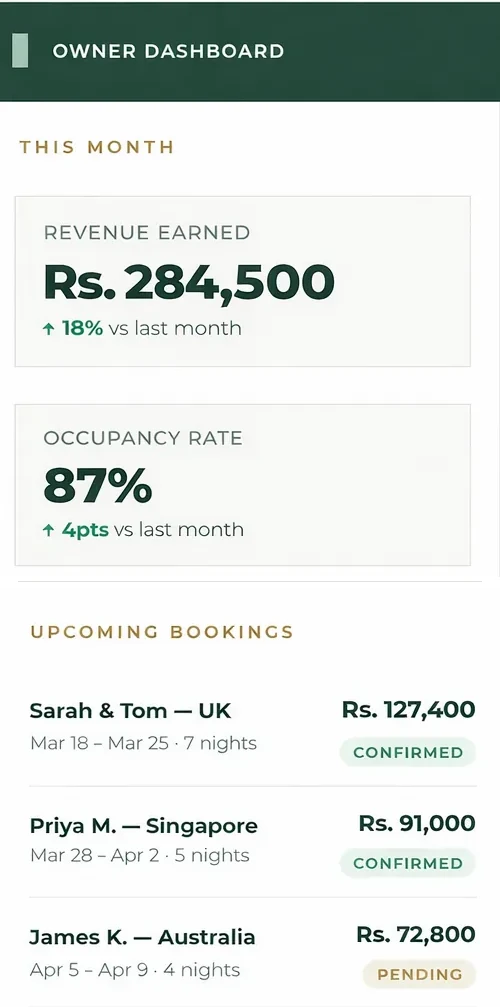 OWNER DASHBOARD
THIS MONTH
REVENUE EARNED
Rs. 284,500
↑ 18% vs last month
OCCUPANCY RATE
87%
↑ 4pts vs last month
UPCOMING BOOKINGS
Sarah & Tom — UK
Rs. 127,400
Mar 18 – Mar 25 · 7 nights
CONFIRMED
Priya M. — Singapore
Rs. 91,000
Mar 28 – Apr 2 · 5 nights
CONFIRMED
James K. — Australia
Rs. 72,800
Apr 5 – Apr 9 · 4 nights
PENDING